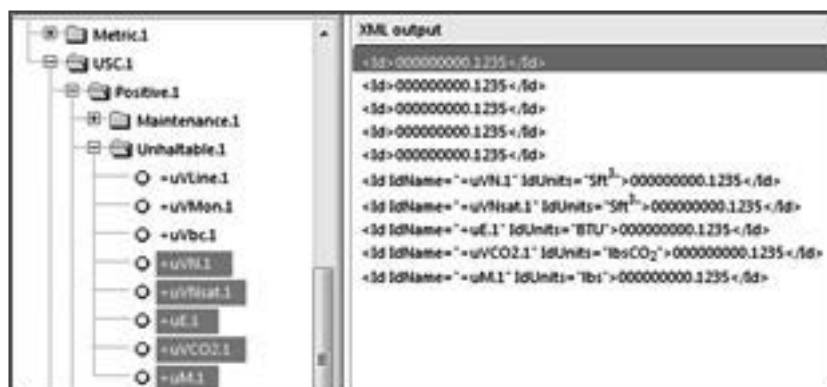 Metric.1
USC.1
Positive.1
Maintenance.1
Unhaltable.1
+uVLine.1
+uVMon.1
+uVbc.1
+uVN.1
+uVNsat.1
+uE.1
+uVCO2.1
+uM.1
XML output
<Id>000000000.1235</Id>
<Id>000000000.1235</Id>
<Id>000000000.1235</Id>
<Id>000000000.1235</Id>
<Id>000000000.1235</Id>
<Id IdName="+uVN.1" IdUnits="Sft³">000000000.1235</Id>
<Id IdName="+uVNsat.1" IdUnits="Sft³">000000000.1235</Id>
<Id IdName="+uE.1" IdUnits="BTU">000000000.1235</Id>
<Id IdName="+uVCO2.1" IdUnits="lbsCO₂">000000000.1235</Id>
<Id IdName="+uM.1" IdUnits="lbs">000000000.1235</Id>